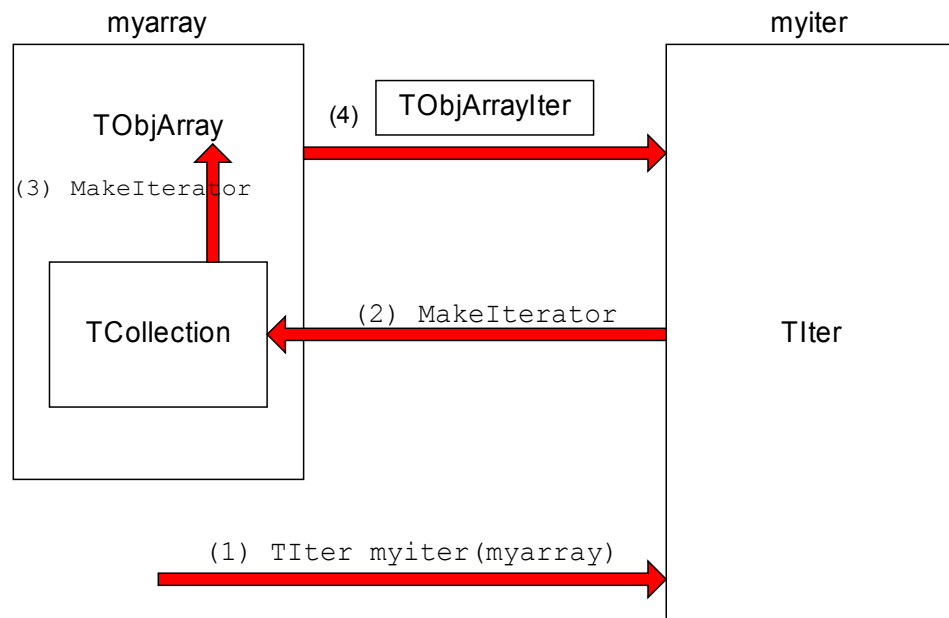 myarray
myiter
TObjArray
(4)
TObjArrayIter
(3) MakeIterator
TCollection
(2) MakeIterator
TIter
(1) TIter myiter(myarray)